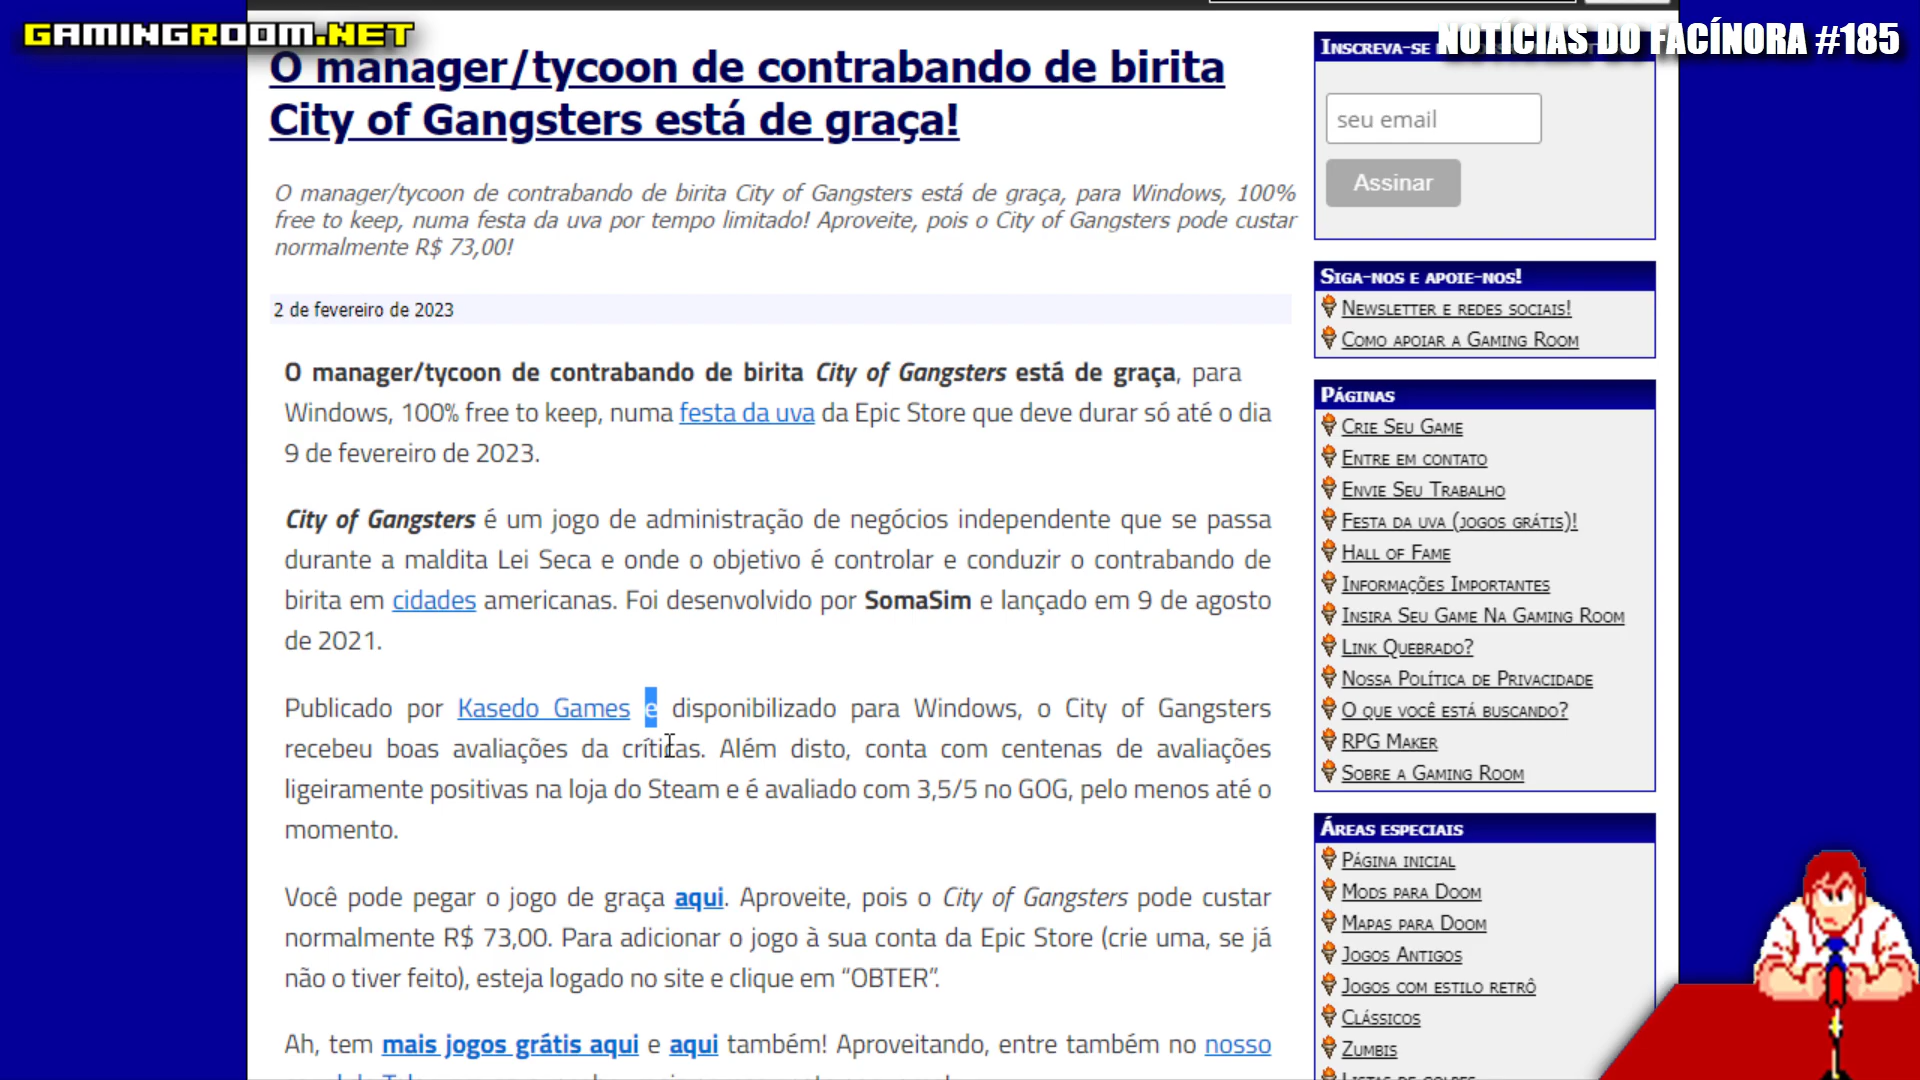 GAMINGROOM.NET
NOTÍCIAS DO FACÍNORA #185
O manager/tycoon de contrabando de birita
City of Gangsters está de graça!
O manager/tycoon de contrabando de birita City of Gangsters está de graça, para Windows, 100%
free to keep, numa festa da uva por tempo limitado! Aproveite, pois o City of Gangsters pode custar
normalmente R$ 73,00!
2 de fevereiro de 2023
O manager/tycoon de contrabando de birita City of Gangsters está de graça, para
Windows, 100% free to keep, numa festa da uva da Epic Store que deve durar só até o dia
9 de fevereiro de 2023.
City of Gangsters é um jogo de administração de negócios independente que se passa
durante a maldita Lei Seca e onde o objetivo é controlar e conduzir o contrabando de
birita em cidades americanas. Foi desenvolvido por SomaSim e lançado em 9 de agosto
de 2021.
Publicado por Kasedo Games e disponibilizado para Windows, o City of Gangsters
recebeu boas avaliações da críticas. Além disto, conta com centenas de avaliações
ligeiramente positivas na loja do Steam e é avaliado com 3,5/5 no GOG, pelo menos até o
momento.
Você pode pegar o jogo de graça aqui. Aproveite, pois o City of Gangsters pode custar
normalmente R$ 73,00. Para adicionar o jogo à sua conta da Epic Store (crie uma, se já
não o tiver feito), esteja logado no site e clique em “OBTER”.
Ah, tem mais jogos grátis aqui e aqui também! Aproveitando, entre também no nosso
INSCREVA-SE
seu email
Assinar
SIGA-NOS E APOIE-NOS!
NEWSLETTER E REDES SOCIAIS!
COMO APOIAR A GAMING ROOM
PÁGINAS
CRIE SEU GAME
ENTRE EM CONTATO
ENVIE SEU TRABALHO
FESTA DA UVA (JOGOS GRÁTIS)!
HALL OF FAME
INFORMAÇÕES IMPORTANTES
INSIRA SEU GAME NA GAMING ROOM
LINK QUEBRADO?
NOSSA POLÍTICA DE PRIVACIDADE
O QUE VOCÊ ESTÁ BUSCANDO?
RPG MAKER
SOBRE A GAMING ROOM
ÁREAS ESPECIAIS
PÁGINA INICIAL
MODS PARA DOOM
MAPAS PARA DOOM
JOGOS ANTIGOS
JOGOS COM ESTILO RETRÔ
CLÁSSICOS
ZUMBIS
LISTAS DE GOLPES